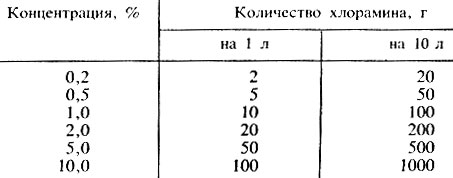 Концентрация, % Количество хлорамина, г
на 1 л на 10 л
0,2 2 20
0,5 5 50
1,0 10 100
2,0 20 200
5,0 50 500
10,0 100 1000